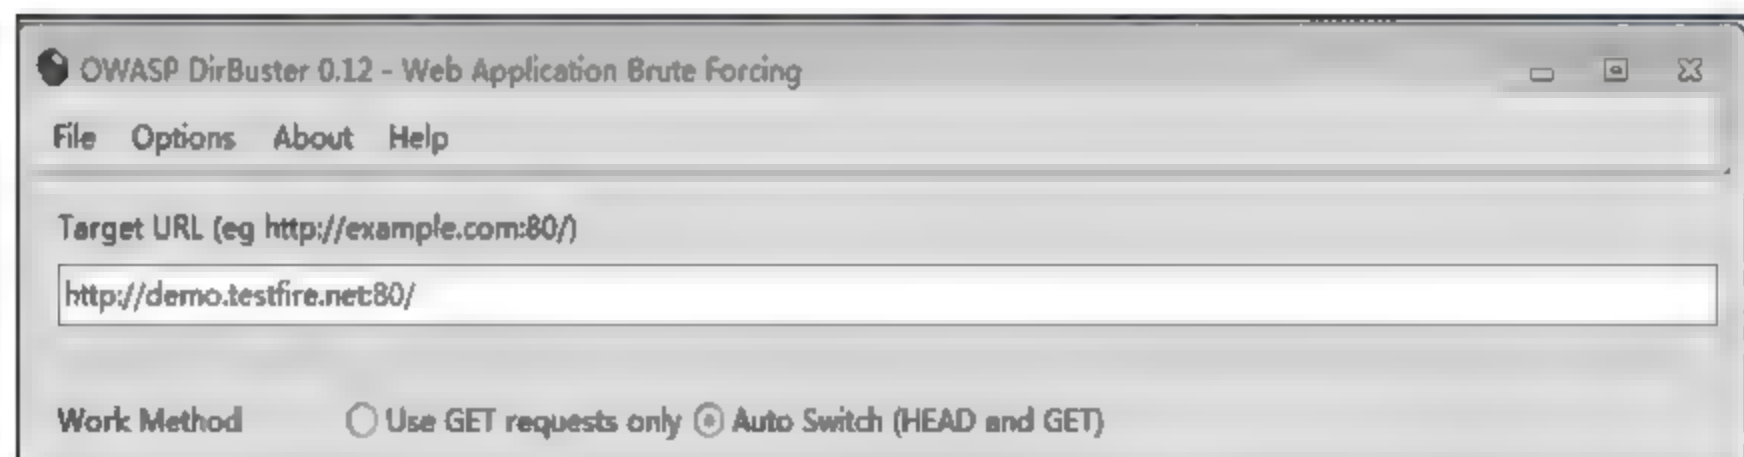 OWASP DirBuster 0.12 - Web Application Brute Forcing
File Options About Help
Target URL (eg http://example.com:80/)
http://demo.testfire.net:80/
Work Method Use GET requests only Auto Switch (HEAD and GET)